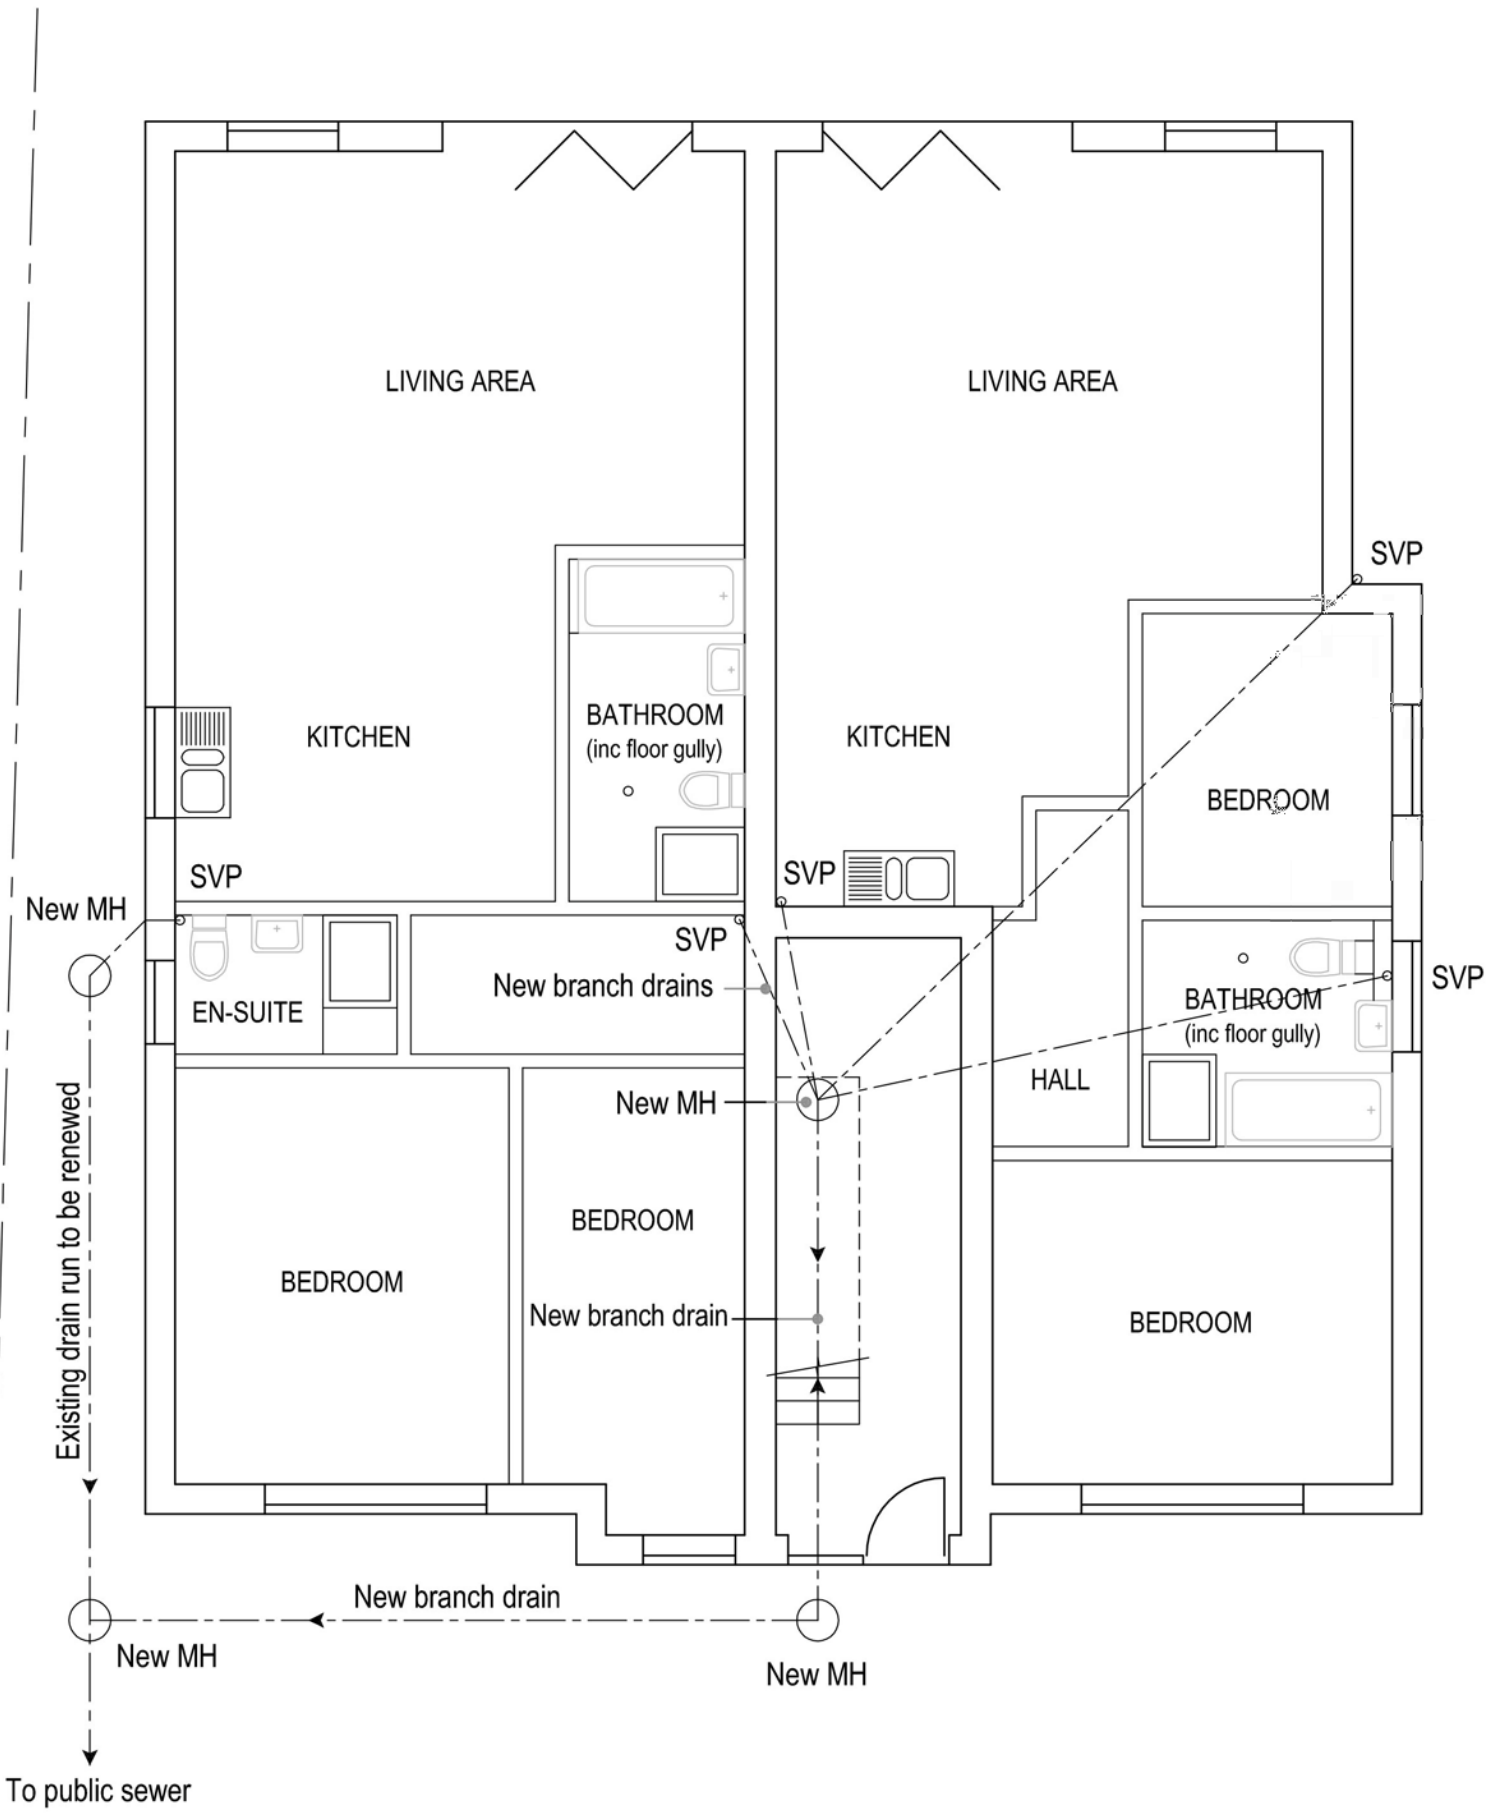 LIVING AREA
LIVING AREA
SVP
BATHROOM
(inc floor gully)
KITCHEN
KITCHEN
BEDROOM
SVP
SVP
New MH
SVP
New branch drains
SVP
BATHROOM
(inc floor gully)
EN-SUITE
HALL
New MH
Existing drain run to be renewed
BEDROOM
BEDROOM
New branch drain
BEDROOM
New branch drain
New MH
New MH
To public sewer